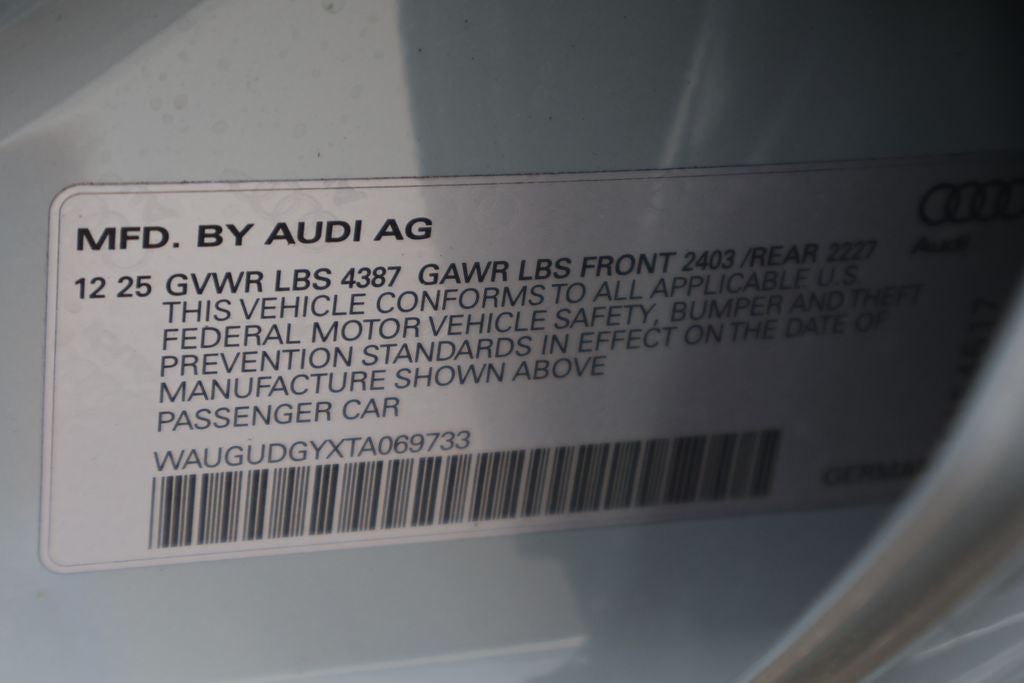 MFD. BY AUDI AG
12 25 GVWR LBS 4387 GAWR LBS FRONT 2403 /REAR 2227
THIS VEHICLE CONFORMS TO ALL APPLICABLE U.S.
FEDERAL MOTOR VEHICLE SAFETY, BUMPER AND THEFT
PREVENTION STANDARDS IN EFFECT ON THE DATE OF
MANUFACTURE SHOWN ABOVE
PASSENGER CAR
WAUGUDGYXTA069733
Audi